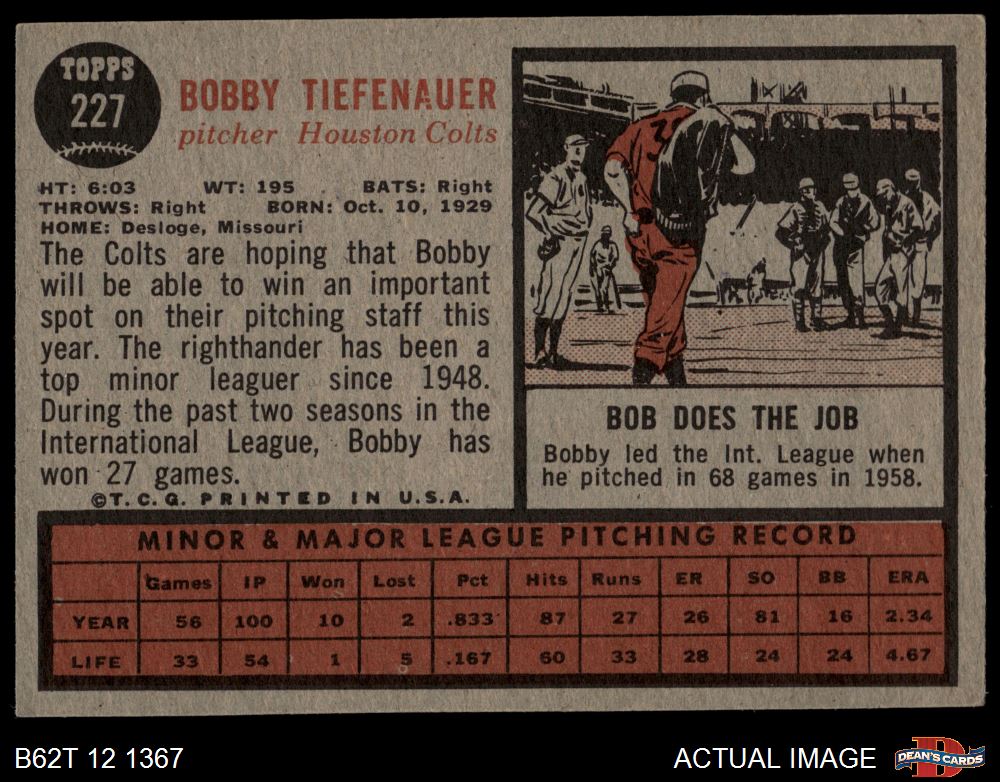 TOPPS
227
BOBBY TIEFENAUER
pitcher Houston Colts
HT: 6:03 WT: 195 BATS: Right
THROWS: Right BORN: Oct. 10, 1929
HOME: Desloge, Missouri
The Colts are hoping that Bobby
will be able to win an important
spot on their pitching staff this
year. The righthander has been a
top minor leaguer since 1948.
During the past two seasons in the
International League, Bobby has
won 27 games.
©T.C.G. PRINTED IN U.S.A.
3
BOB DOES THE JOB
Bobby led the Int. League when
he pitched in 68 games in 1958.
MINOR & MAJOR LEAGUE PITCHING RECORD
Games IP Won Lost Pct Hits Runs ER SO BB ERA
YEAR 56 100 10 2 .833 87 27 26 81 16 2.34
LIFE 33 54 1 5 .167 60 33 28 24 24 4.67
B62T 12 1367
ACTUAL IMAGE
D
DEAN'S CARDS